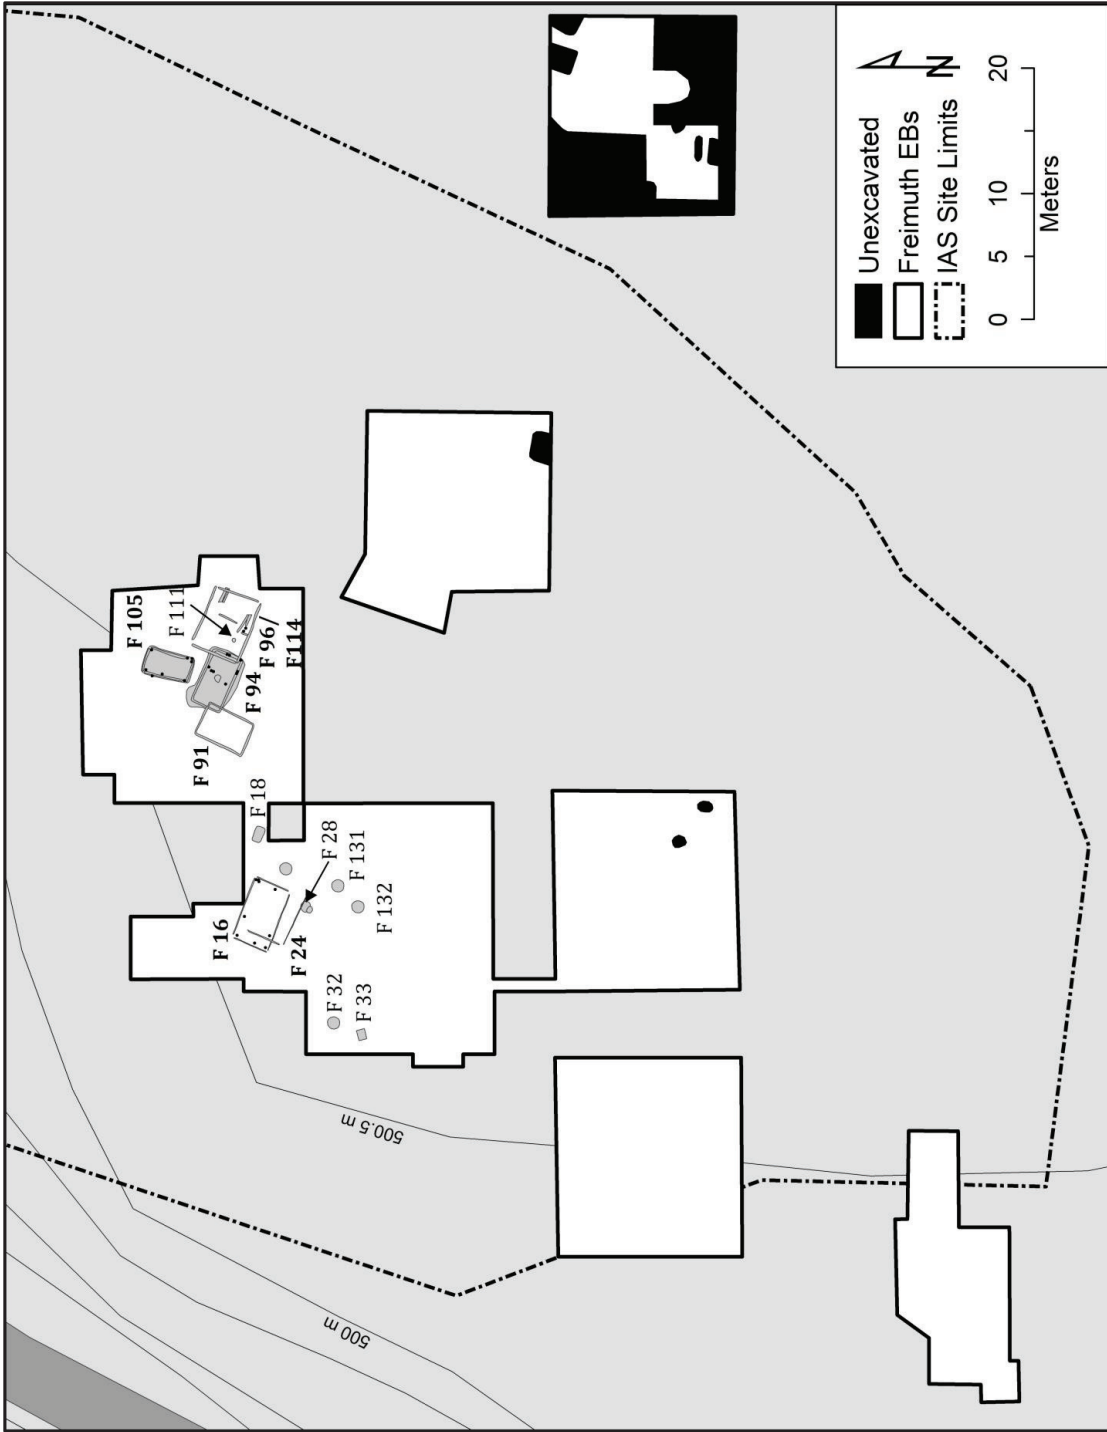 F 105
F 111
F 96/
F114
F 94
F 91
F 18
F 28
F 131
F 132
F 16
F 24
F 32
F 33
500.5 m
500 m
Unexcavated
Freimuth EBs
IAS Site Limits
N
0 5 10 20
Meters